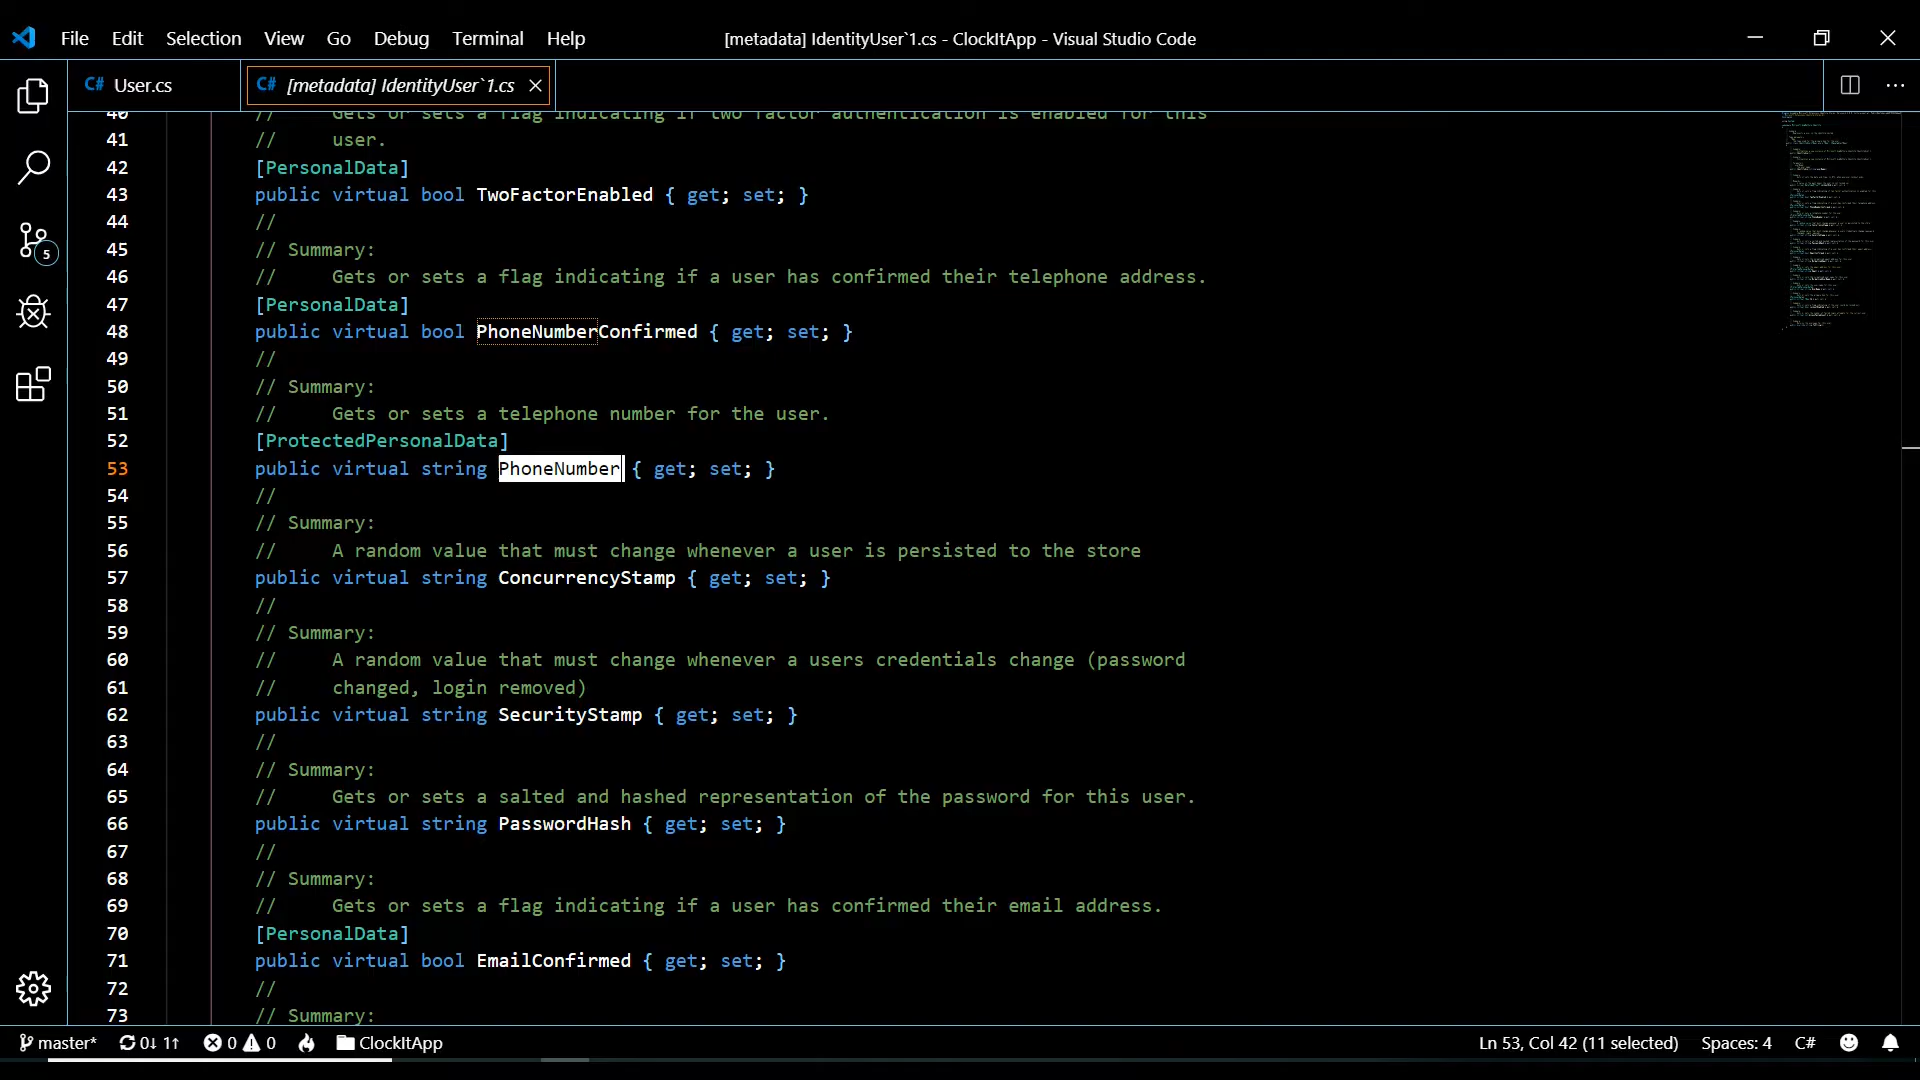 File Edit Selection View Go Debug Terminal Help [metadata] IdentityUser`1.cs - ClockItApp - Visual Studio Code
C# User.cs C# [metadata] IdentityUser`1.cs
40 // Gets or sets a flag indicating if two factor authentication is enabled for this
41 // user.
42 [PersonalData]
43 public virtual bool TwoFactorEnabled { get; set; }
44 //
45 // Summary:
46 // Gets or sets a flag indicating if a user has confirmed their telephone address.
47 [PersonalData]
48 public virtual bool PhoneNumberConfirmed { get; set; }
49 //
50 // Summary:
51 // Gets or sets a telephone number for the user.
52 [ProtectedPersonalData]
53 public virtual string PhoneNumber { get; set; }
54 //
55 // Summary:
56 // A random value that must change whenever a user is persisted to the store
57 public virtual string ConcurrencyStamp { get; set; }
58 //
59 // Summary:
60 // A random value that must change whenever a users credentials change (password
61 // changed, login removed)
62 public virtual string SecurityStamp { get; set; }
63 //
64 // Summary:
65 // Gets or sets a salted and hashed representation of the password for this user.
66 public virtual string PasswordHash { get; set; }
67 //
68 // Summary:
69 // Gets or sets a flag indicating if a user has confirmed their email address.
70 [PersonalData]
71 public virtual bool EmailConfirmed { get; set; }
72 //
73 // Summary:
5
master* 0↓ 1↑ 0 0 ClockItApp Ln 53, Col 42 (11 selected) Spaces: 4 C#